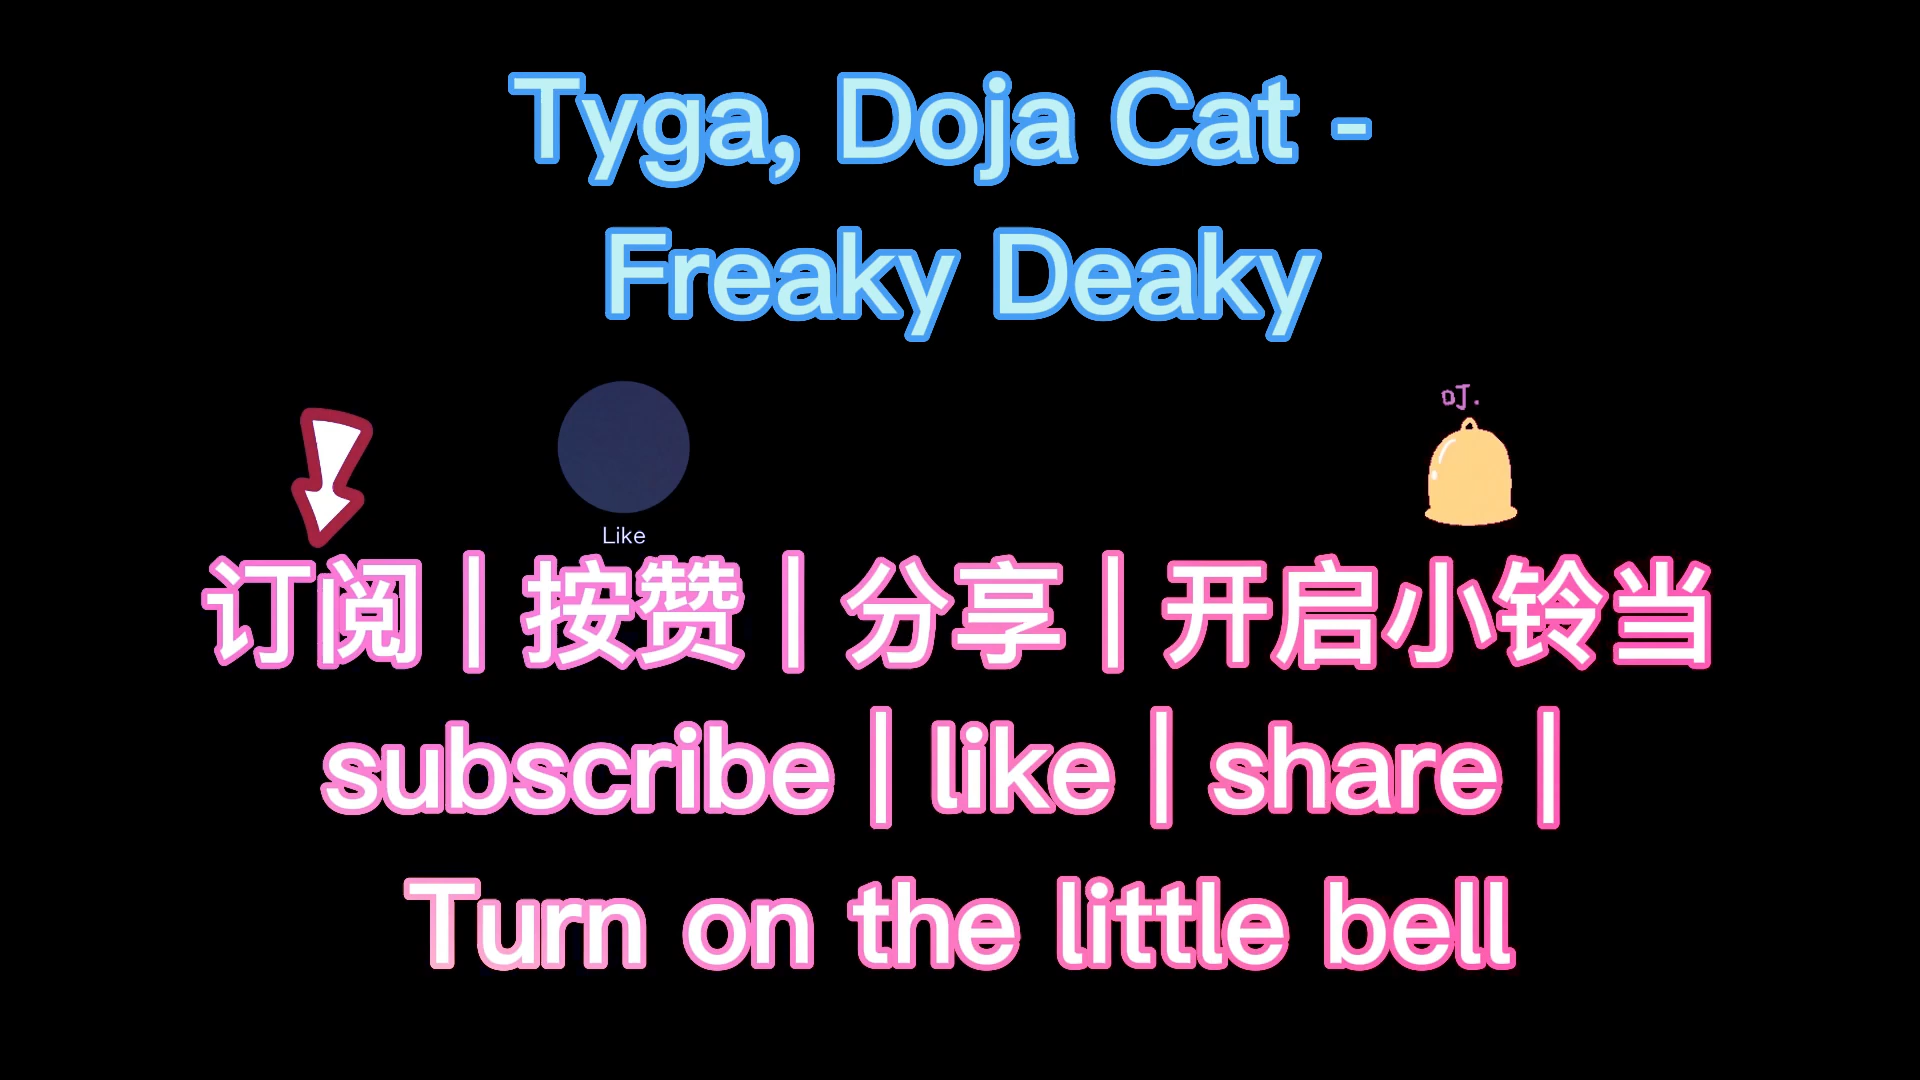 Tyga, Doja Cat -
Freaky Deaky
叮.
Like
订阅 | 按赞 | 分享 | 开启小铃当
subscribe | like | share |
Turn on the little bell